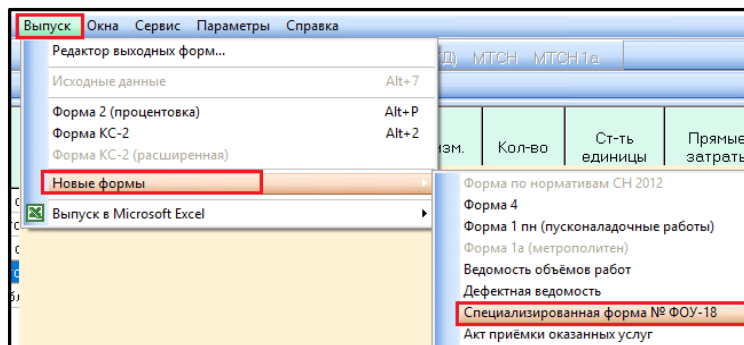 Выпуск Окна Сервис Параметры Справка
Редактор выходных форм...
Д) МТСН МТСН 1а
Исходные данные Alt+7
Форма 2 (процентовка) Alt+P
Форма КС-2 Alt+2
Форма КС-2 (расширенная)
изм. Кол-во Ст-ть единицы Прямые затраты
Новые формы
Выпуск в Microsoft Excel
Форма по нормативам СН 2012
Форма 4
Форма 1 пн (пусконаладочные работы)
Форма 1а (метрополитен)
Ведомость объёмов работ
Дефектная ведомость
Специализированная форма № ФОУ-18
Акт приёмки оказанных услуг